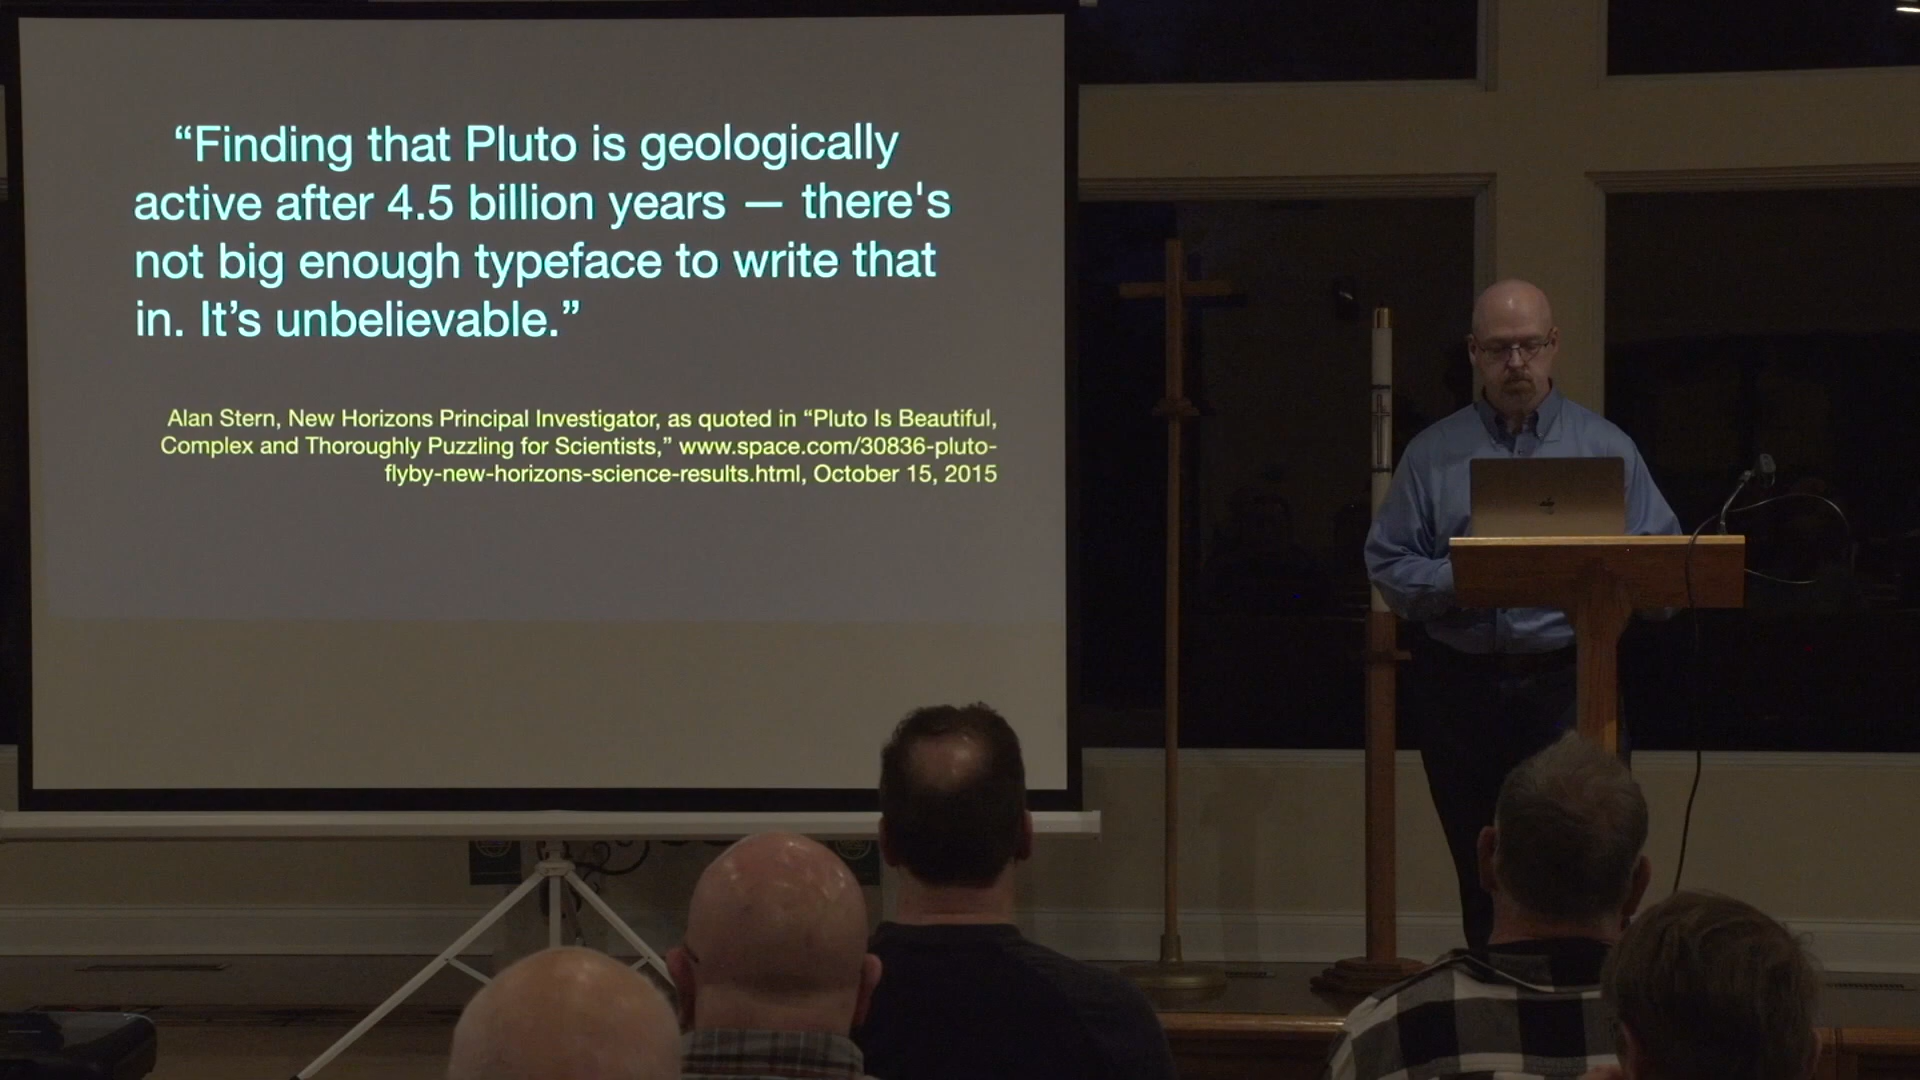 “Finding that Pluto is geologically
active after 4.5 billion years — there's
not big enough typeface to write that
in. It’s unbelievable.”
Alan Stern, New Horizons Principal Investigator, as quoted in “Pluto Is Beautiful,
Complex and Thoroughly Puzzling for Scientists,” www.space.com/30836-pluto-
flyby-new-horizons-science-results.html, October 15, 2015